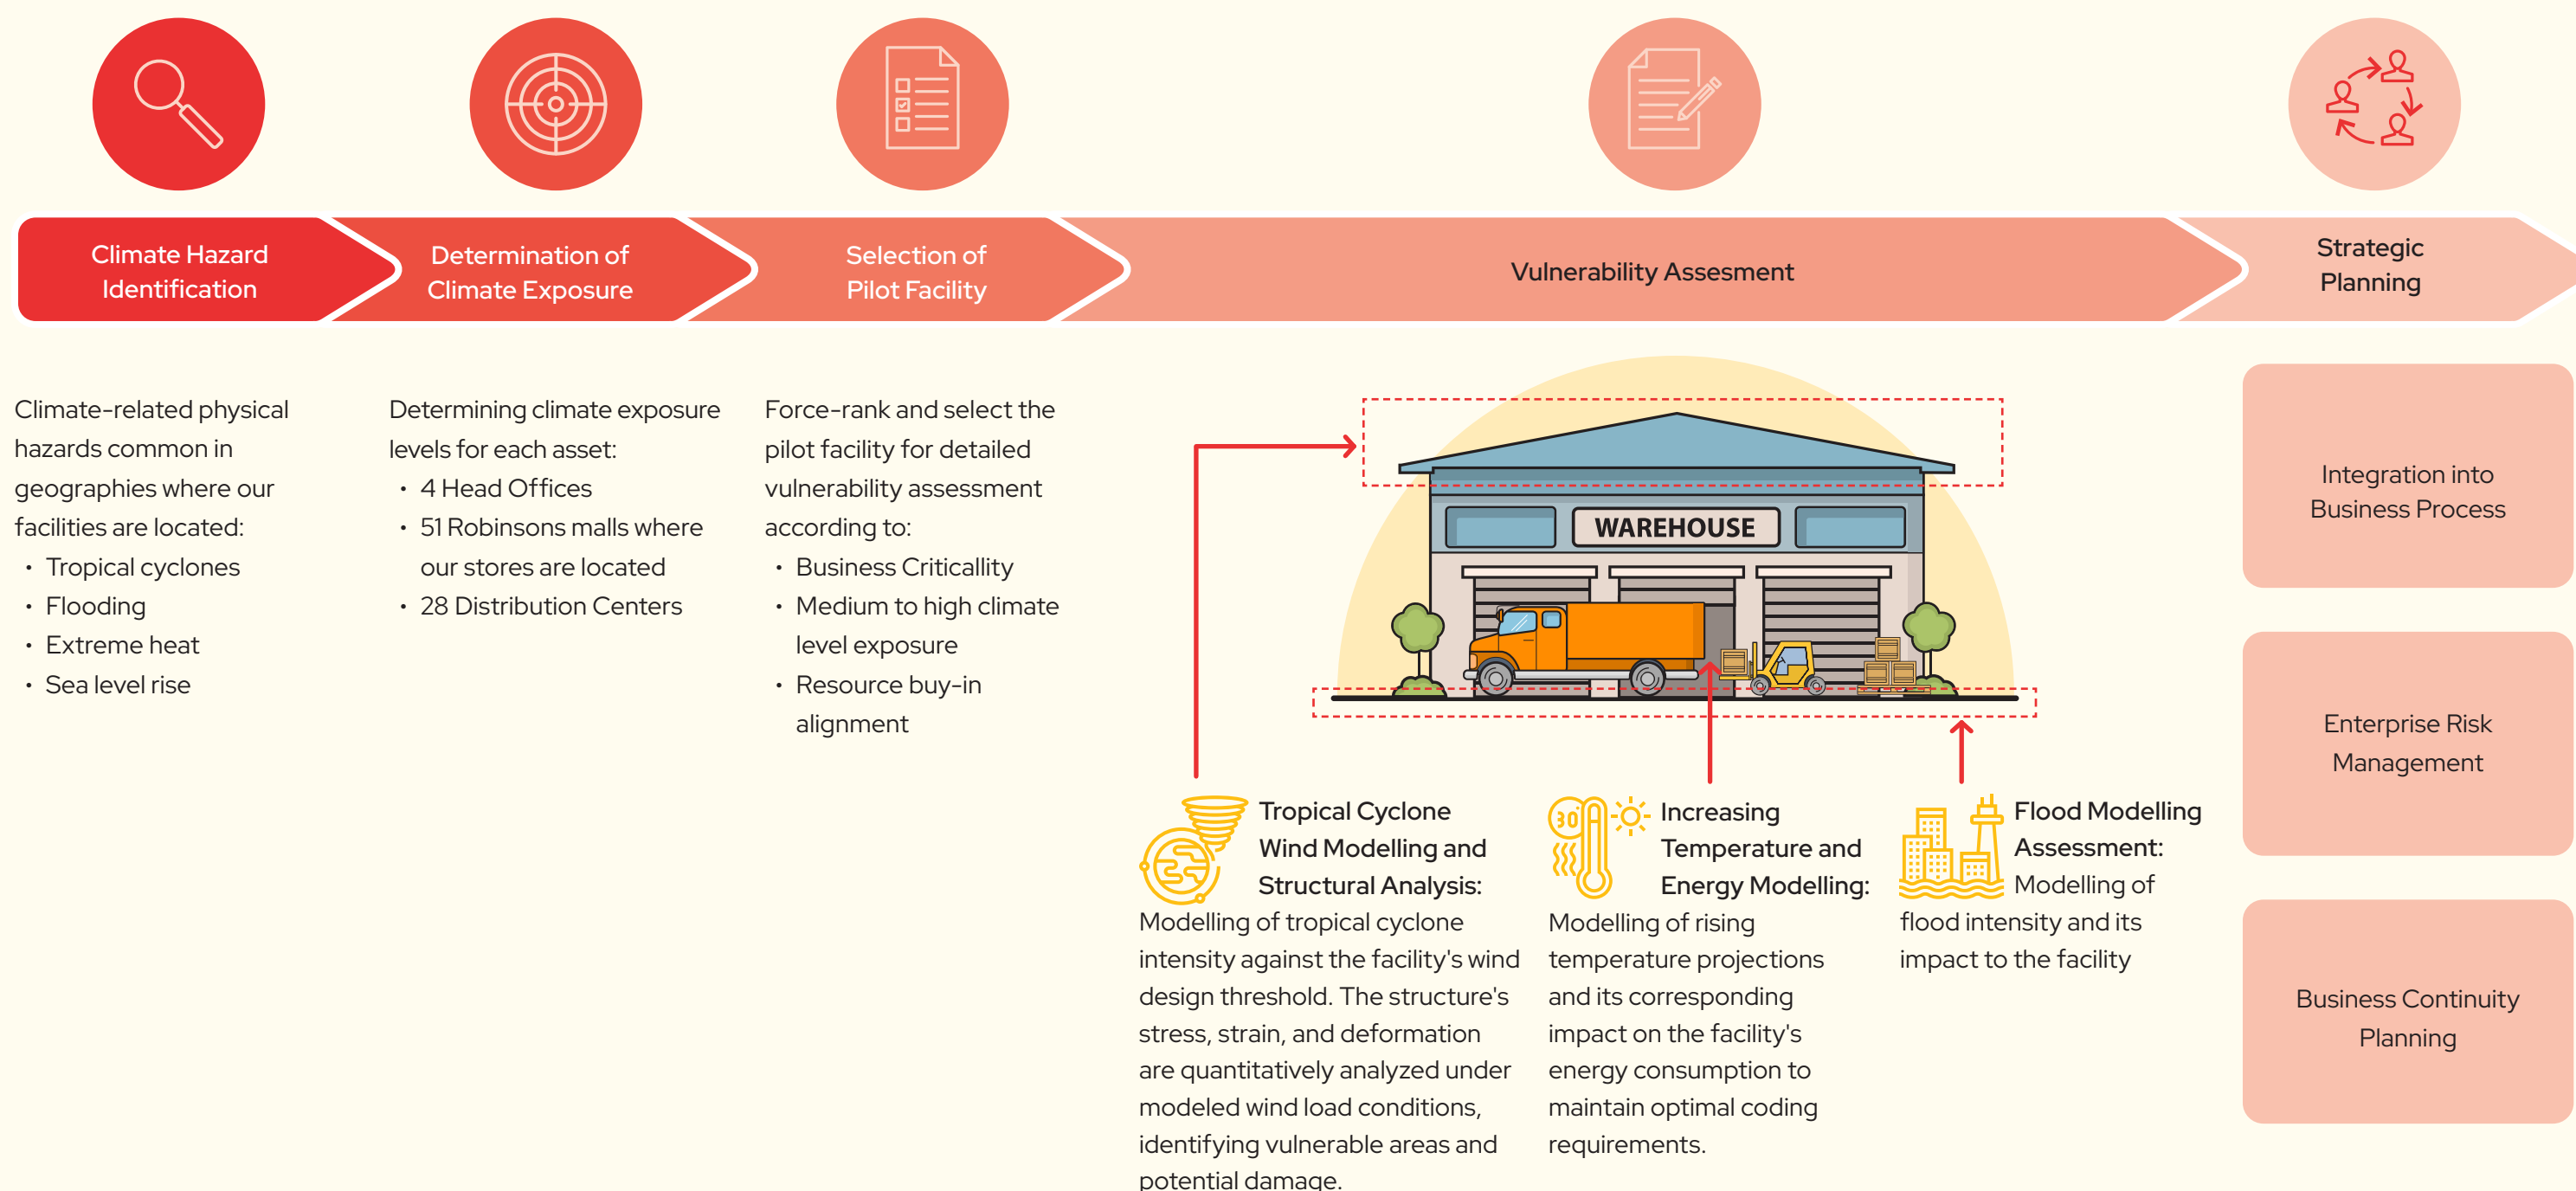 Climate Hazard
Identification
Determination of
Climate Exposure
Selection of
Pilot Facility
Vulnerability Assesment
Strategic
Planning
Climate-related physical
hazards common in
geographies where our
facilities are located:
• Tropical cyclones
• Flooding
• Extreme heat
• Sea level rise
Determining climate exposure
levels for each asset:
• 4 Head Offices
• 51 Robinsons malls where
our stores are located
• 28 Distribution Centers
Force-rank and select the
pilot facility for detailed
vulnerability assessment
according to:
• Business Criticallity
• Medium to high climate
level exposure
• Resource buy-in
alignment
WAREHOUSE
Tropical Cyclone
Wind Modelling and
Structural Analysis:
Modelling of tropical cyclone
intensity against the facility's wind
design threshold. The structure's
stress, strain, and deformation
are quantitatively analyzed under
modeled wind load conditions,
identifying vulnerable areas and
potential damage.
30
Increasing
Temperature and
Energy Modelling:
Modelling of rising
temperature projections
and its corresponding
impact on the facility's
energy consumption to
maintain optimal coding
requirements.
Flood Modelling
Assessment:
Modelling of
flood intensity and its
impact to the facility
Integration into
Business Process
Enterprise Risk
Management
Business Continuity
Planning